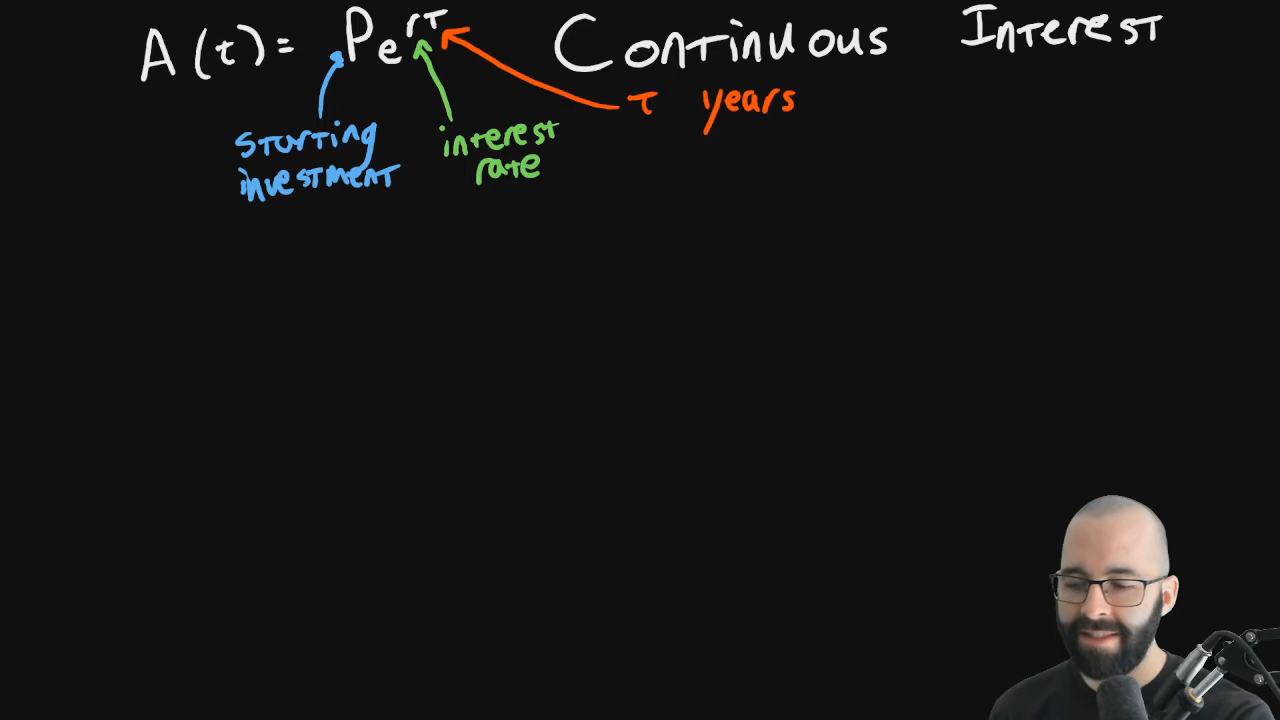 A(t) = Pe^rt Continuous Interest
t years
starting investment
interest rate